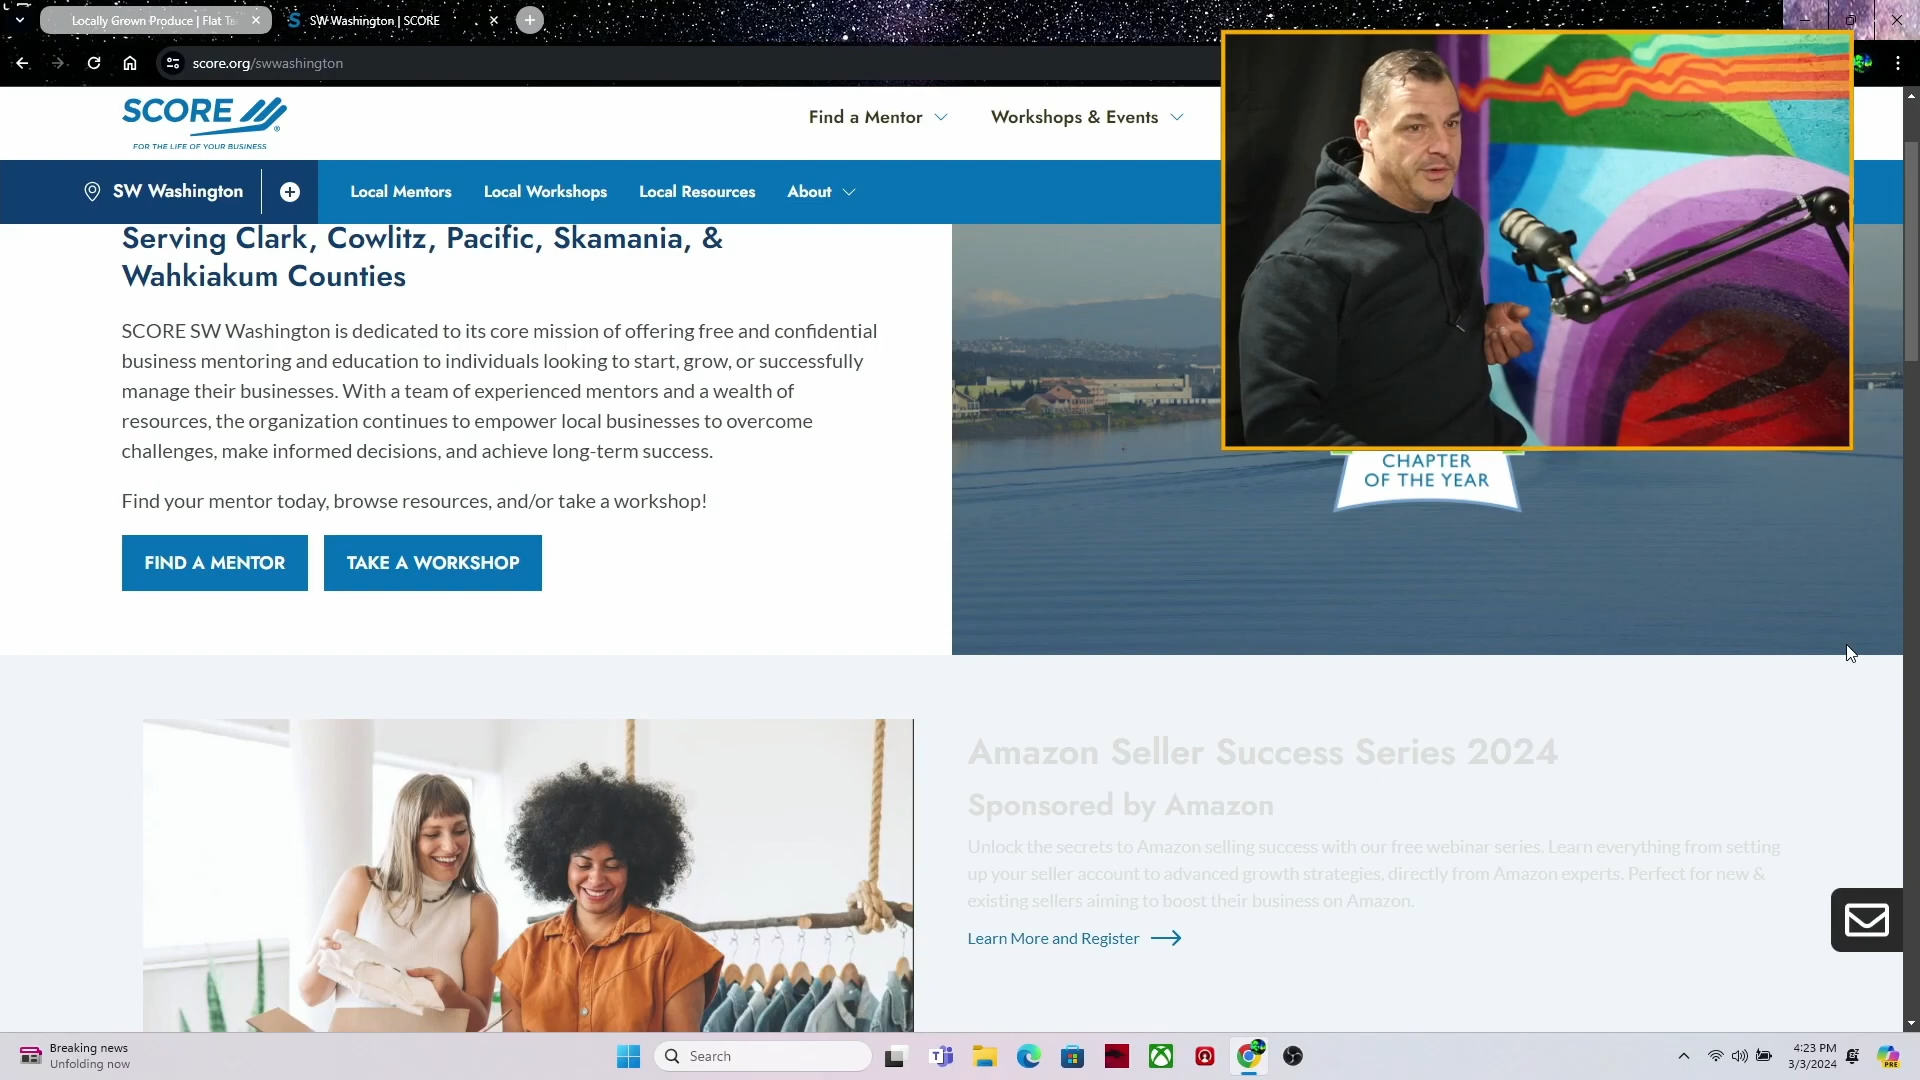 Locally Grown Produce | Flat
SW Washington | SCORE
score.org/swwashington
SCORE
FOR THE LIFE OF YOUR BUSINESS
Find a Mentor
Workshops & Events
SW Washington
Local Mentors
Local Workshops
Local Resources
About
Serving Clark, Cowlitz, Pacific, Skamania, &
Wahkiakum Counties
SCORE SW Washington is dedicated to its core mission of offering free and confidential
business mentoring and education to individuals looking to start, grow, or successfully
manage their businesses. With a team of experienced mentors and a wealth of
resources, the organization continues to empower local businesses to overcome
challenges, make informed decisions, and achieve long-term success.
Find your mentor today, browse resources, and/or take a workshop!
FIND A MENTOR
TAKE A WORKSHOP
CHAPTER
OF THE YEAR
Amazon Seller Success Series 2024
Sponsored by Amazon
Unlock the secrets to Amazon selling success with our free webinar series. Learn everything from setting
up your seller account to advanced growth strategies, directly from Amazon experts. Perfect for new &
existing sellers aiming to boost their business on Amazon.
Learn More and Register
Breaking news
Unfolding now
Search
4:23 PM
3/3/2024
PRE